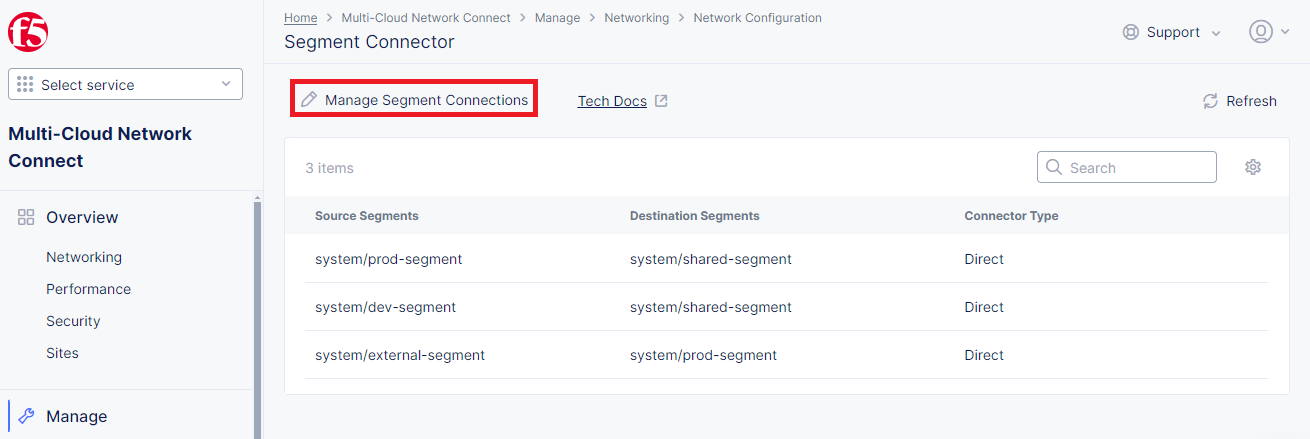 f5
Select service
Multi-Cloud Network
Connect
Overview
Networking
Performance
Security
Sites
Manage
Home > Multi-Cloud Network Connect > Manage > Networking > Network Configuration
Segment Connector
Support
Manage Segment Connections
Tech Docs
Refresh
3 items
Search
Source Segments Destination Segments Connector Type
system/prod-segment system/shared-segment Direct
system/dev-segment system/shared-segment Direct
system/external-segment system/prod-segment Direct